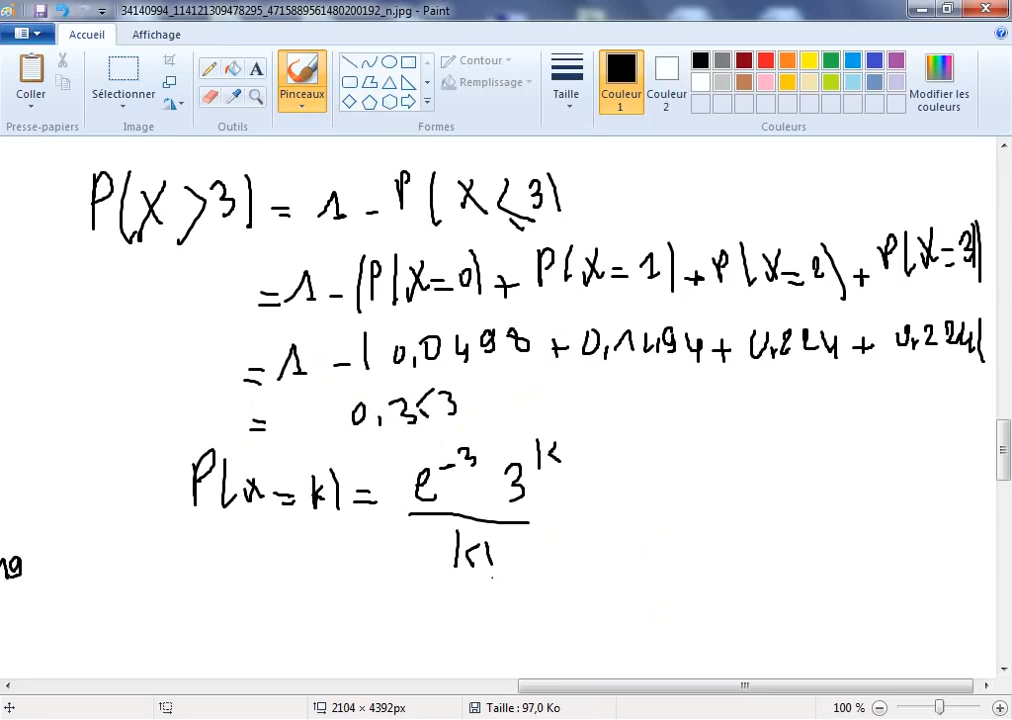 34140994_114121309478295_4715889561480200192_n.jpg - Paint
Accueil Affichage
Coller
Sélectionner
Pinceaux
Contour
Remplissage
Taille
Couleur 1
Couleur 2
Modifier les couleurs
Presse-papiers Image Outils Formes Couleurs
P(X > 3) = 1 - P(X ≤ 3)
= 1 - (P(X=0) + P(X=1) + P(X=2) + P(X=3))
= 1 - (0,0498 + 0,1494 + 0,224 + 0,224)
= 0,353
P(x = k) = e^-3 3^k / k!
19
2104 × 4392px
Taille : 97,0 Ko
100 %